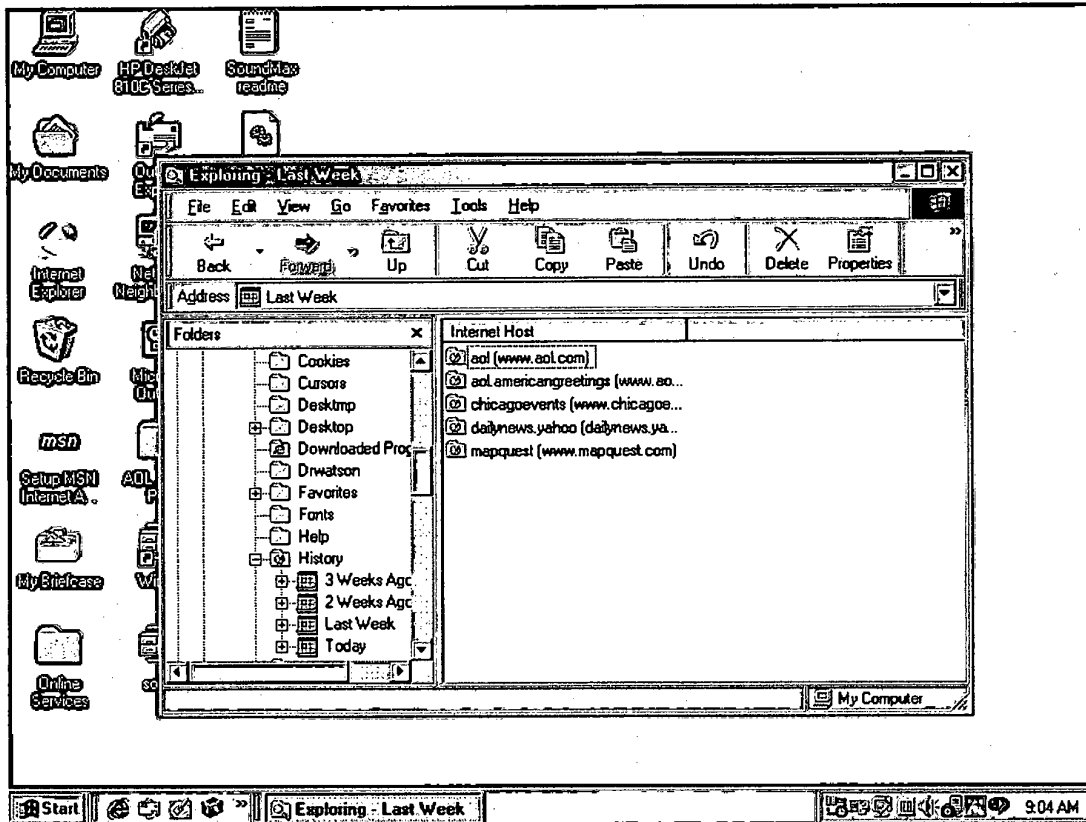 My Computer
HP DeskJet
810C Series...
SoundMax
readme
My Documents
Internet
Explorer
Recycle Bin
msn
Setup MSN
Internet A...
My Briefcase
Online
Services
Exploring - Last Week
File Edit View Go Favorites Tools Help
Back Forward Up Cut Copy Paste Undo Delete Properties »
Address Last Week
Folders x
Cookies
Cursors
Desktmp
Desktop
Downloaded Prog
Drwatson
Favorites
Fonts
Help
History
3 Weeks Ago
2 Weeks Ago
Last Week
Today
Internet Host
aol (www.aol.com)
aol.americangreetings (www.ao...
chicagoevents (www.chicagoe...
dailynews.yahoo (dailynews.ya...
mapquest (www.mapquest.com)
My Computer
Start » Exploring - Last Week 9:04 AM